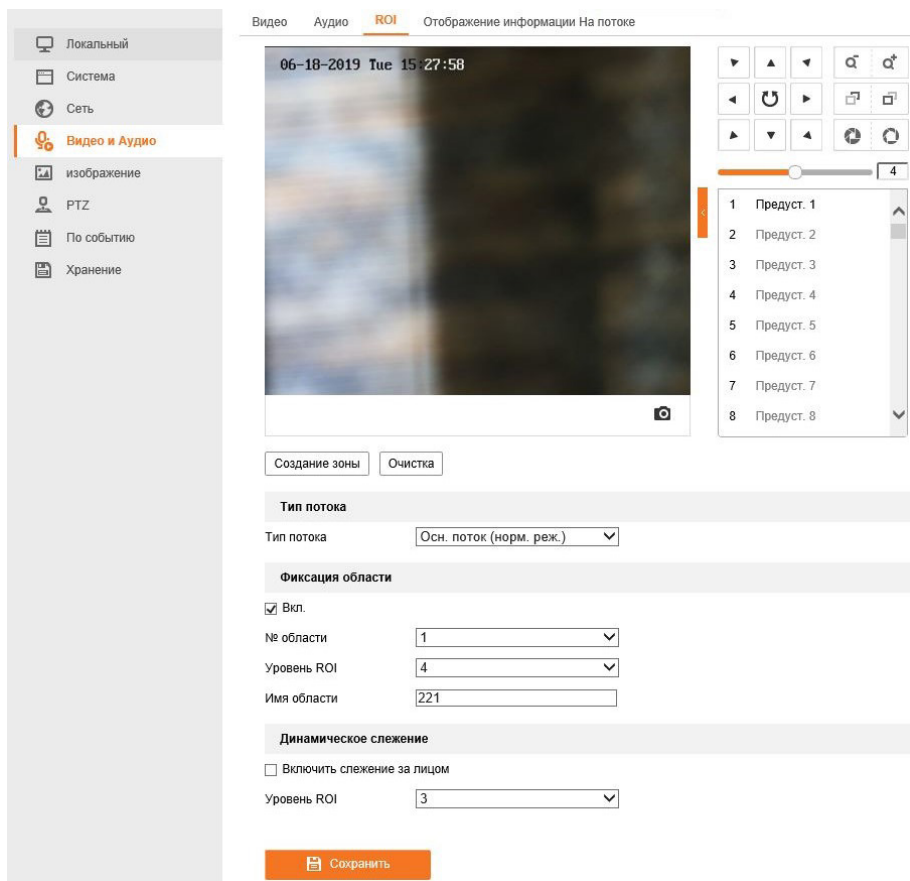 Локальный
Система
Сеть
Видео и Аудио
изображение
PTZ
По событию
Хранение
Видео Аудио ROI Отображение информации На потоке
06-18-2019 Tue 15:27:58
4
1 Предуст. 1
2 Предуст. 2
3 Предуст. 3
4 Предуст. 4
5 Предуст. 5
6 Предуст. 6
7 Предуст. 7
8 Предуст. 8
Создание зоны Очистка
Тип потока
Тип потока Осн. поток (норм. реж.)
Фиксация области
Вкл.
№ области 1
Уровень ROI 4
Имя области 221
Динамическое слежение
Включить слежение за лицом
Уровень ROI 3
Сохранить